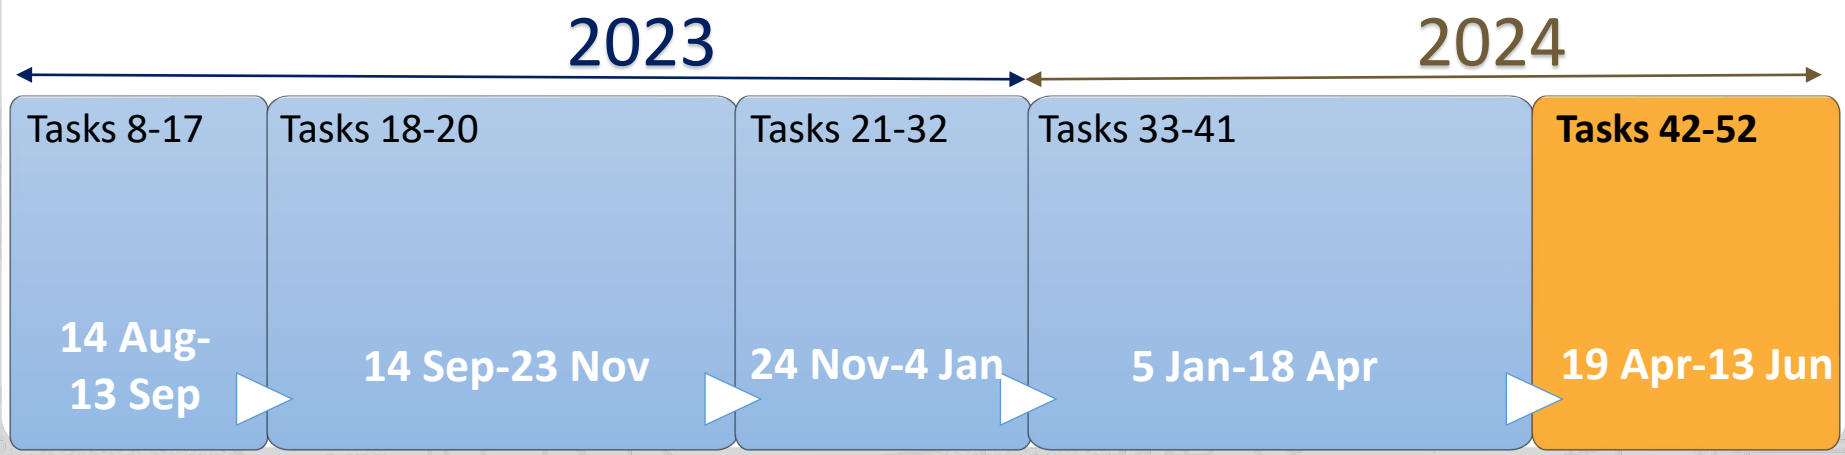 2023
2024
Tasks 8-17
Tasks 18-20
Tasks 21-32
Tasks 33-41
Tasks 42-52
14 Aug-
13 Sep
14 Sep-23 Nov
24 Nov-4 Jan
5 Jan-18 Apr
19 Apr-13 Jun